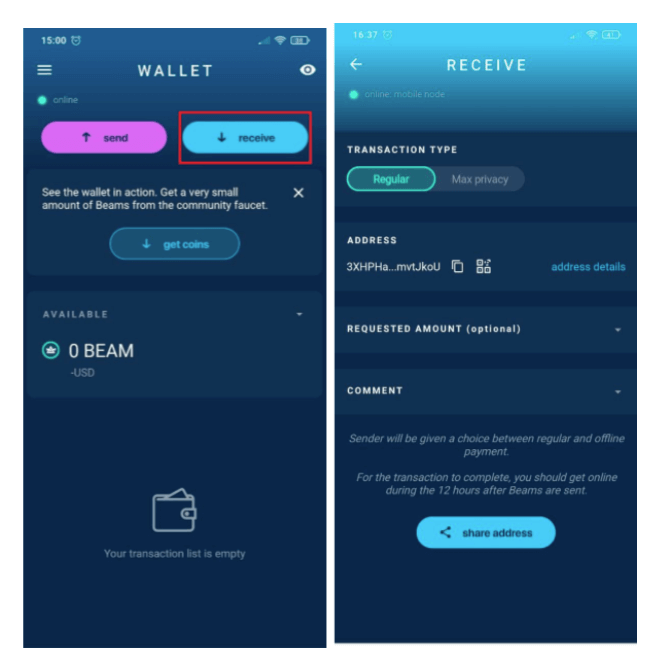 15:00
WALLET
online
send
receive
See the wallet in action. Get a very small
amount of Beams from the community faucet.
get coins
AVAILABLE
0 BEAM
-USD
Your transaction list is empty
16:37
RECEIVE
online: mobile node
TRANSACTION TYPE
Regular Max privacy
ADDRESS
3XHPHa...mvtJkoU address details
REQUESTED AMOUNT (optional)
COMMENT
Sender will be given a choice between regular and offline
payment.
For the transaction to complete, you should get online
during the 12 hours after Beams are sent.
share address